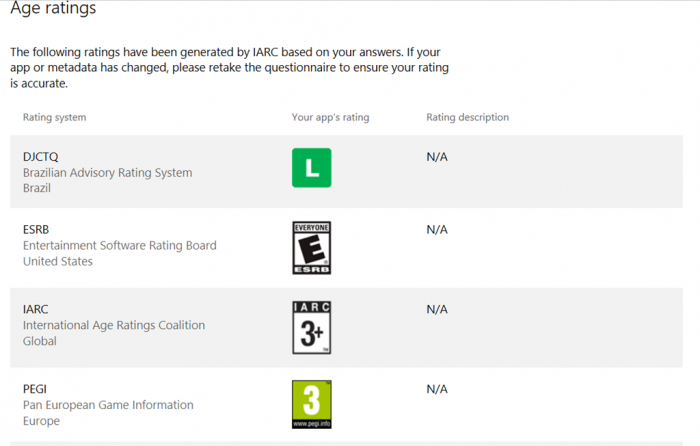 Age ratings
The following ratings have been generated by IARC based on your answers. If your
app or metadata has changed, please retake the questionnaire to ensure your rating
is accurate.
Rating system Your app's rating Rating description
DJCTQ
Brazilian Advisory Rating System
Brazil
L
N/A
ESRB
Entertainment Software Rating Board
United States
EVERYONE
E
ESRB
N/A
IARC
International Age Ratings Coalition
Global
IARC
3+
TM
N/A
PEGI
Pan European Game Information
Europe
3
www.pegi.info
N/A